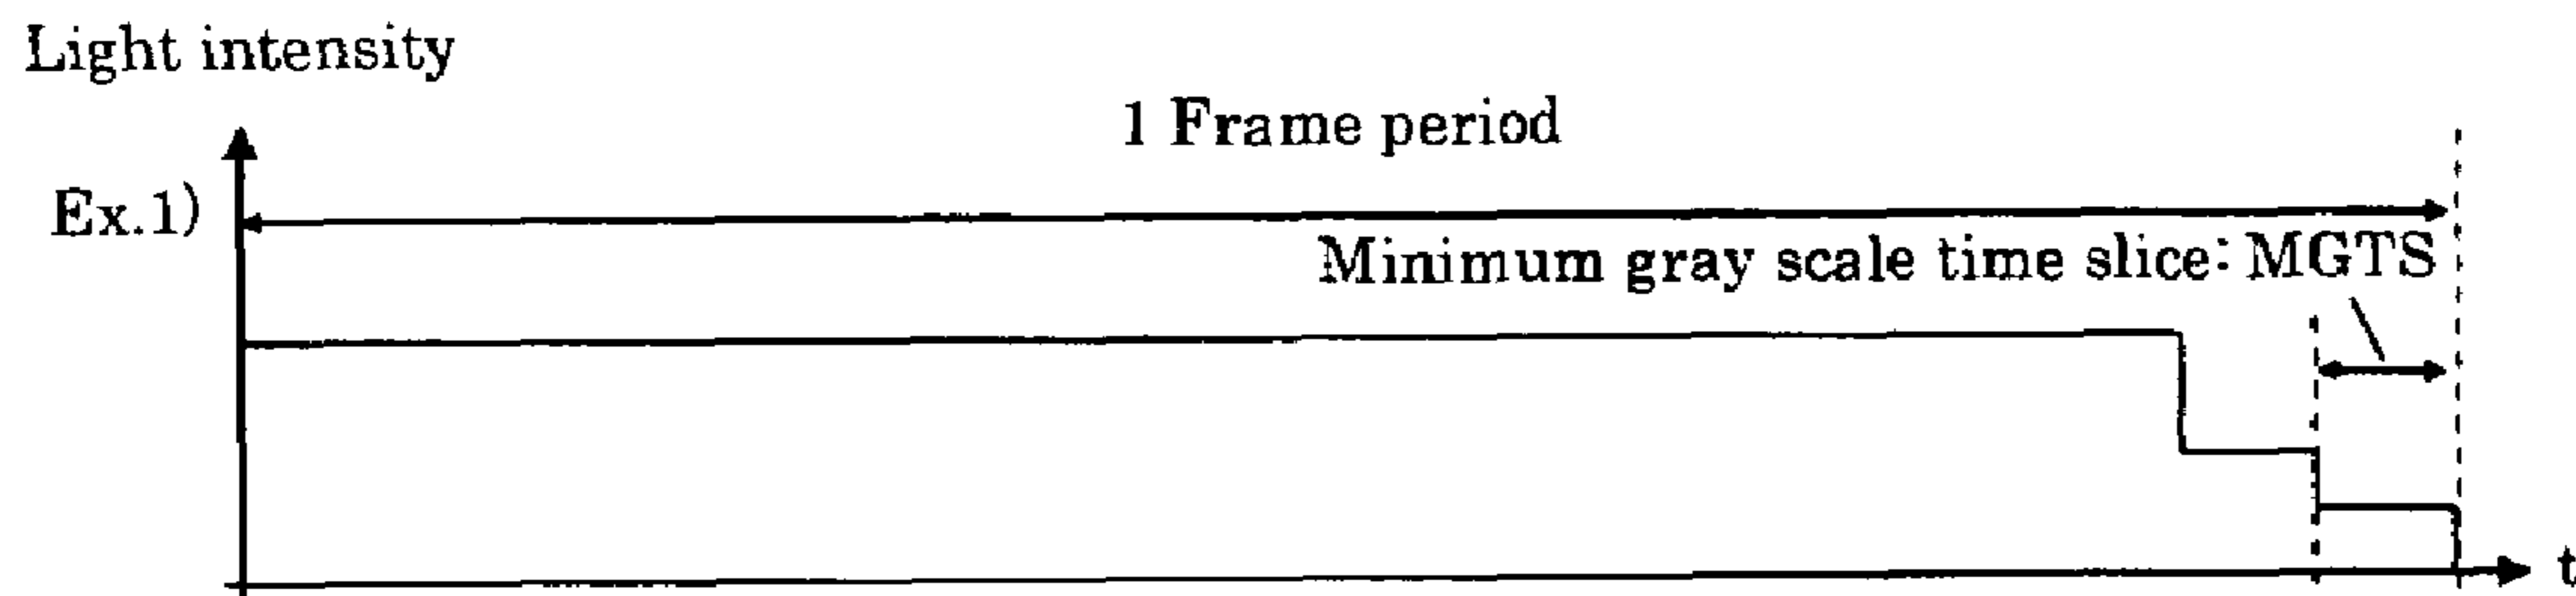 Light intensity
1 Frame period
Ex.1)
Minimum gray scale time slice: MGTS
t